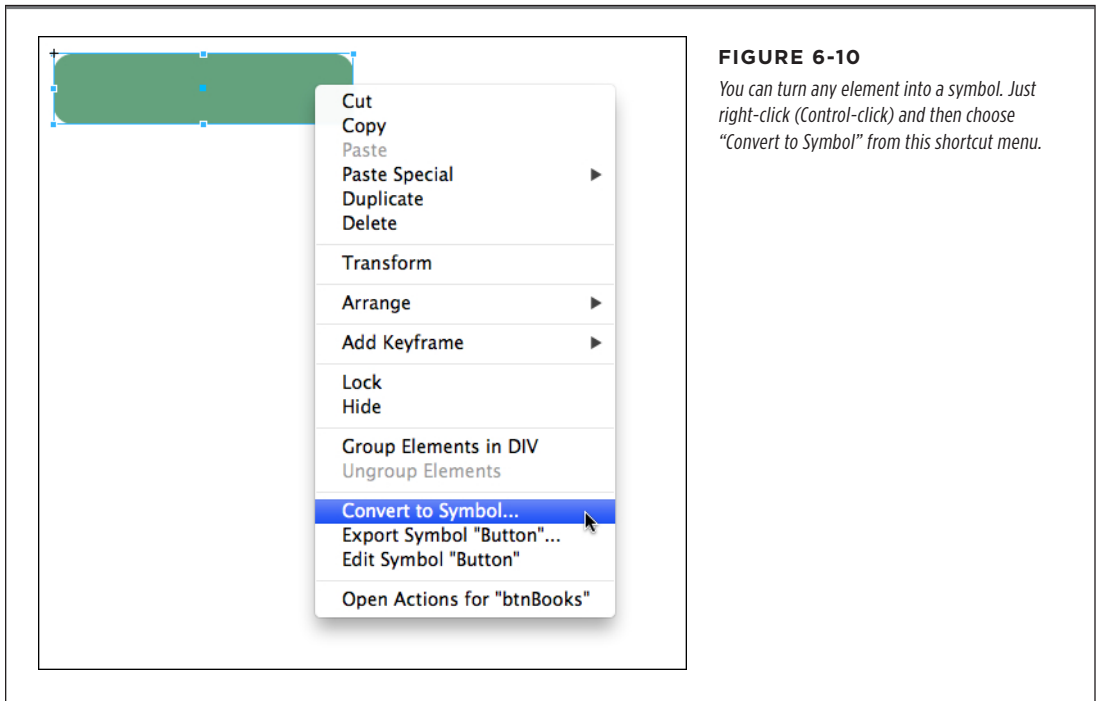 FIGURE 6-10
You can turn any element into a symbol. Just
right-click (Control-click) and then choose
“Convert to Symbol” from this shortcut menu.
Cut
Copy
Paste
Paste Special
Duplicate
Delete
Transform
Arrange
Add Keyframe
Lock
Hide
Group Elements in DIV
Ungroup Elements
Convert to Symbol...
Export Symbol "Button"...
Edit Symbol "Button"
Open Actions for "btnBooks"